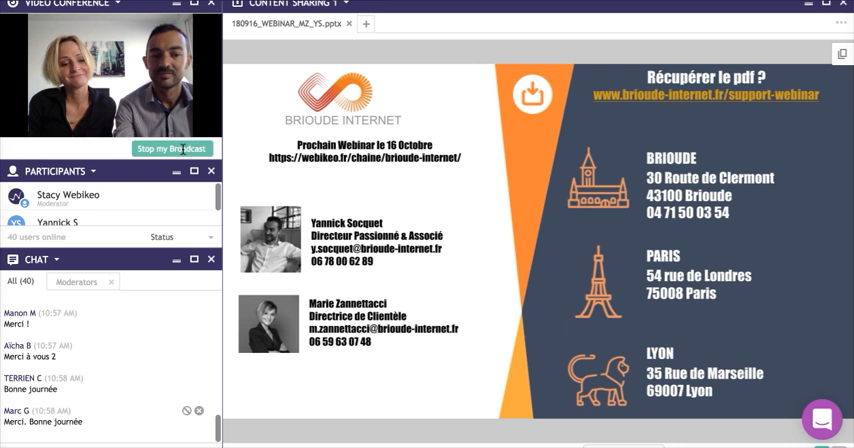 VIDEO CONFERENCE
Stop my Broadcast
PARTICIPANTS
Stacy Webikeo
Moderator
YS
Yannick S
40 users online
Status
CHAT
All (40)
Moderators
Manon M (10:57 AM)
Merci !
Aïcha B (10:57 AM)
Merci à vous 2
TERRIEN C (10:58 AM)
Bonne journée
Marc G (10:58 AM)
Merci. Bonne journée
CONTENT SHARING 1
180916_WEBINAR_MZ_YS.pptx
BRIOUDE INTERNET
Prochain Webinar le 16 Octobre
https://webikeo.fr/chaine/brioude-internet/
Yannick Socquet
Directeur Passionné & Associé
y.socquet@brioude-internet.fr
06 78 00 62 89
Marie Zannettacci
Directrice de Clientèle
m.zannettacci@brioude-internet.fr
06 59 63 07 48
Récupérer le pdf ?
www.brioude-internet.fr/support-webinar
BRIOUDE
30 Route de Clermont
43100 Brioude
04 71 50 03 54
PARIS
54 rue de Londres
75008 Paris
LYON
35 Rue de Marseille
69007 Lyon